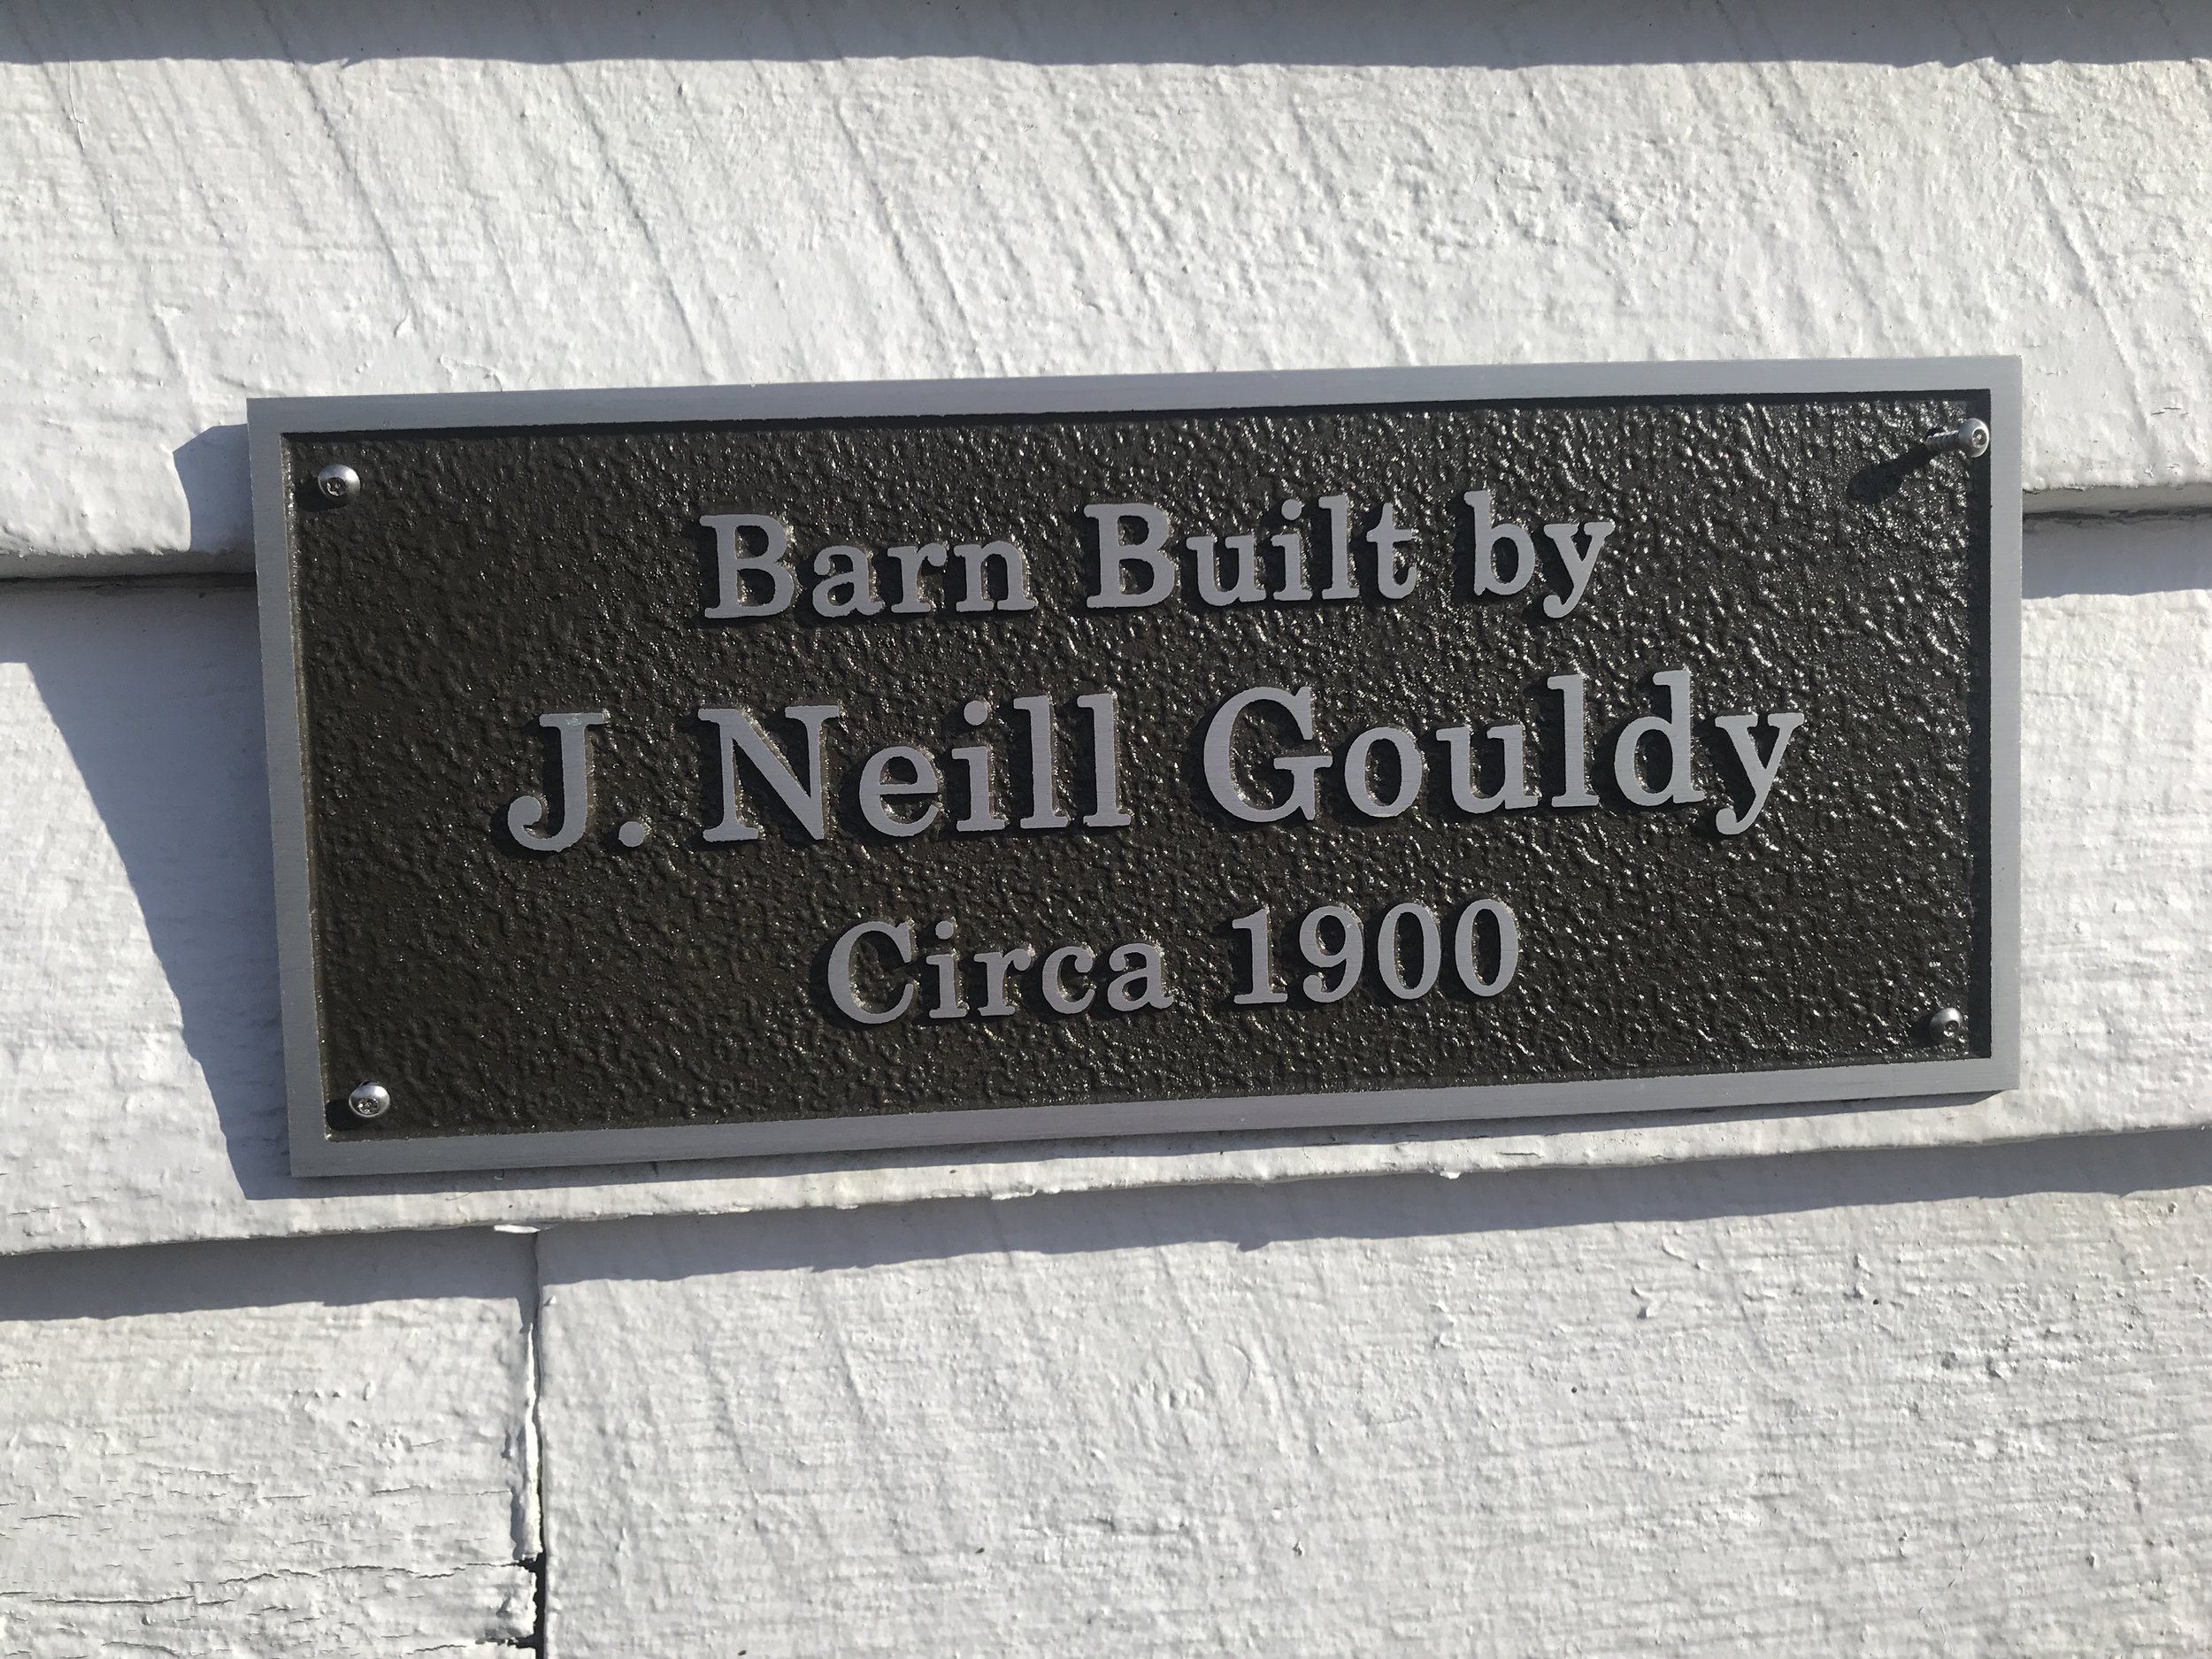 Barn Built by
J. Neill Gouldy
Circa 1900